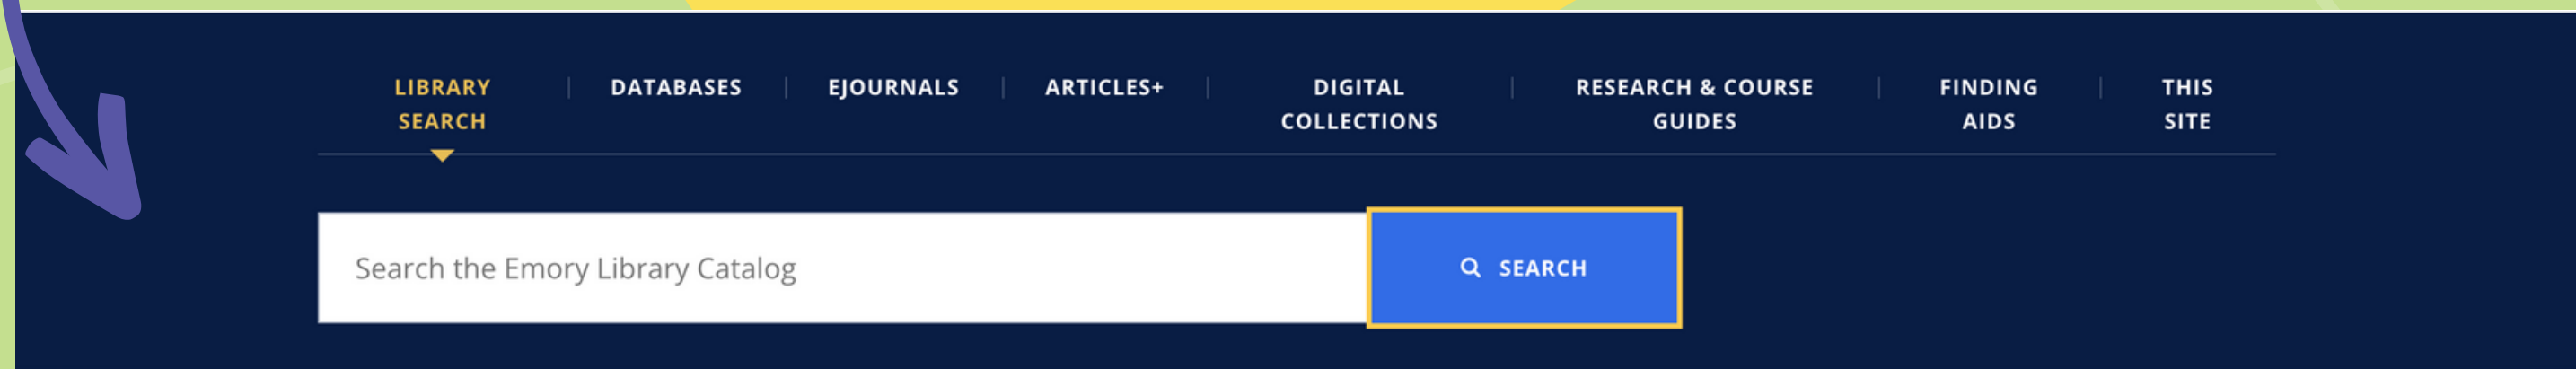 LIBRARY
SEARCH
DATABASES
EJOURNALS
ARTICLES+
DIGITAL
COLLECTIONS
RESEARCH & COURSE
GUIDES
FINDING
AIDS
THIS
SITE
Search the Emory Library Catalog
SEARCH